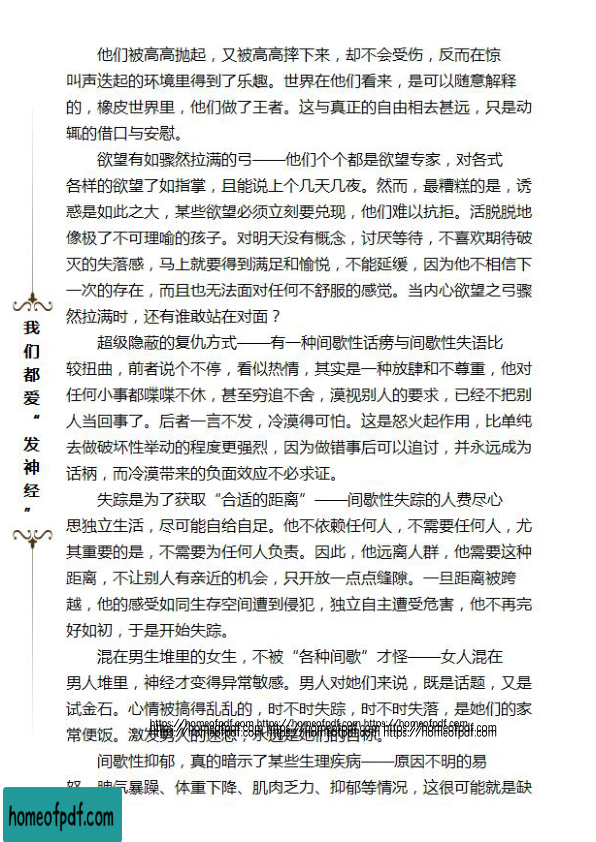 他们被高高抛起，又被高高摔下来，却不会受伤，反而在惊
叫声迭起的环境里得到了乐趣。世界在他们看来，是可以随意解释
的，橡皮世界里，他们做了王者。这与真正的自由相去甚远，只是动
辄的借口与安慰。
欲望有如骤然拉满的弓——他们个个都是欲望专家，对各式
各样的欲望了如指掌，且能说上个几天几夜。然而，最糟糕的是，诱
惑是如此之大，某些欲望必须立刻要兑现，他们难以抗拒。活脱脱地
像极了不可理喻的孩子。对明天没有概念，讨厌等待，不喜欢期待破
灭的失落感，马上就要得到满足和愉悦，不能延缓，因为他不相信下
一次的存在，而且也无法面对任何不舒服的感觉。当内心欲望之弓骤
然拉满时，还有谁敢站在对面？
超级隐蔽的复仇方式——有一种间歇性话痨与间歇性失语比
较扭曲，前者说个不停，看似热情，其实是一种放肆和不尊重，他对
任何小事都喋喋不休，甚至穷追不舍，漠视别人的要求，已经不把别
人当回事了。后者一言不发，冷漠得可怕。这是怒火起作用，比单纯
去做破坏性举动的程度更强烈，因为做错事后可以追讨，并永远成为
话柄，而冷漠带来的负面效应不必求证。
失踪是为了获取“合适的距离”——间歇性失踪的人费尽心
思独立生活，尽可能自给自足。他不依赖任何人，不需要任何人，尤
其重要的是，不需要为任何人负责。因此，他远离人群，他需要这种
距离，不让别人有亲近的机会，只开放一点点缝隙。一旦距离被跨
越，他的感受如同生存空间遭到侵犯，独立自主遭受危害，他不再完
好如初，于是开始失踪。
混在男生堆里的女生，不被“各种间歇”才怪——女人混在
男人堆里，神经才变得异常敏感。男人对她们来说，既是话题，又是
试金石。心情被搞得乱乱的，时不时失踪，时不时失落，是她们的家
常便饭。激发男人的迷恋，永远是她们的目标。
https://homeofpdf.com https://homeofpdf.com https://homeofpdf.com
https://homeofpdf.com https://homeofpdf.com https://homeofpdf.com
间歇性抑郁，真的暗示了某些生理疾病——原因不明的易
怒、脾气暴躁、体重下降、肌肉乏力、抑郁等情况，这很可能就是缺
我们都爱“发神经”
homeofpdf.com